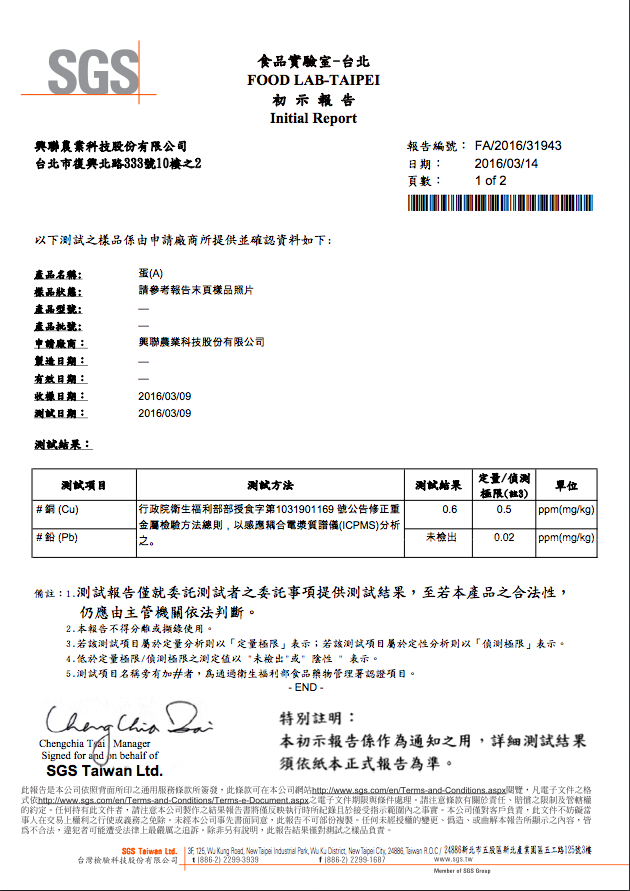 SGS
食品實驗室-台北
FOOD LAB-TAIPEI
初 示 報 告
Initial Report
興聯農業科技股份有限公司
台北市復興北路333號10樓之2
報告編號： FA/2016/31943
日期： 2016/03/14
頁數： 1 of 2
以下測試之樣品係由申請廠商所提供並確認資料如下:
產品名稱: 蛋(A)
樣品狀態: 請參考報告末頁樣品照片
產品型號: —
產品批號: —
申請廠商: 興聯農業科技股份有限公司
製造日期: —
有效日期: —
收樣日期: 2016/03/09
測試日期: 2016/03/09
測試結果：
測試項目 測試方法 測試結果 定量/偵測極限(註3) 單位
# 銅 (Cu) 行政院衛生福利部部授食字第1031901169 號公告修正重 0.6 0.5 ppm(mg/kg)
金屬檢驗方法總則，以感應耦合電漿質譜儀(ICPMS)分析
# 鉛 (Pb) 之。 未檢出 0.02 ppm(mg/kg)
備註：1.測試報告僅就委託測試者之委託事項提供測試結果，至若本產品之合法性，
仍應由主管機關依法判斷。
2.本報告不得分離或擷錄使用。
3.若該測試項目屬於定量分析則以「定量極限」表示；若該測試項目屬於定性分析則以「偵測極限」表示。
4.低於定量極限/偵測極限之測定值以 "未檢出"或" 陰性 " 表示。
5.測試項目名稱旁有加#者，為通過衛生福利部食品藥物管理署認證項目。
- END -
Chengchia Tsai
Chengchia Tsai Manager
Signed for and on behalf of
SGS Taiwan Ltd.
特別註明：
本初示報告係作為通知之用，詳細測試結果
須依紙本正式報告為準。
此報告是本公司依照背面所印之通用服務條款所簽發，此條款可在本公司網站http://www.sgs.com/en/Terms-and-Conditions.aspx閱覽，凡電子文件之格
式依http://www.sgs.com/en/Terms-and-Conditions/Terms-e-Document.aspx之電子文件期限與條件處理。請注意條款有關於責任、賠償之限制及管轄權
的約定。任何持有此文件者，請注意本公司製作之結果報告書將僅反映執行時所紀錄且於接受指示範圍內之事實。本公司僅對客戶負責，此文件不妨礙當
事人在交易上權利之行使或義務之免除。未經本公司事先書面同意，此報告不可部份複製。任何未經授權的變更、偽造、或曲解本報告所顯示之內容，皆
為不合法，違犯者可能遭受法律上最嚴厲之追訴。除非另有說明，此報告結果僅對測試之樣品負責。
SGS Taiwan Ltd. 3F, 125, Wu Kung Road, New Taipei Industrial Park, Wu Ku District, New Taipei City, 24886, Taiwan R.O.C./ 24886新北市五股區新北產業園區五工路125號3樓
台灣檢驗科技股份有限公司 t (886-2) 2299-3939 f (886-2) 2299-1687 www.sgs.tw
Member of SGS Group